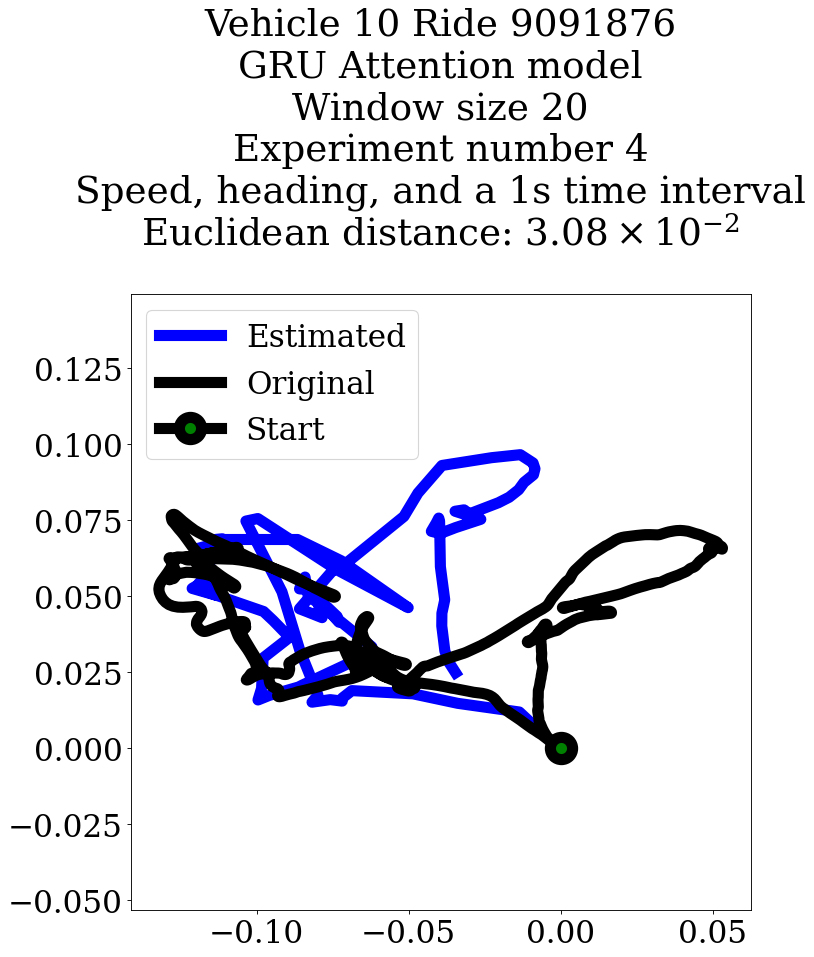 Vehicle 10 Ride 9091876
GRU Attention model
Window size 20
Experiment number 4
Speed, heading, and a 1s time interval
Euclidean distance: 3.08 × 10⁻²
Estimated
Original
Start
0.125
0.100
0.075
0.050
0.025
0.000
−0.025
−0.050
−0.10
−0.05
0.00
0.05